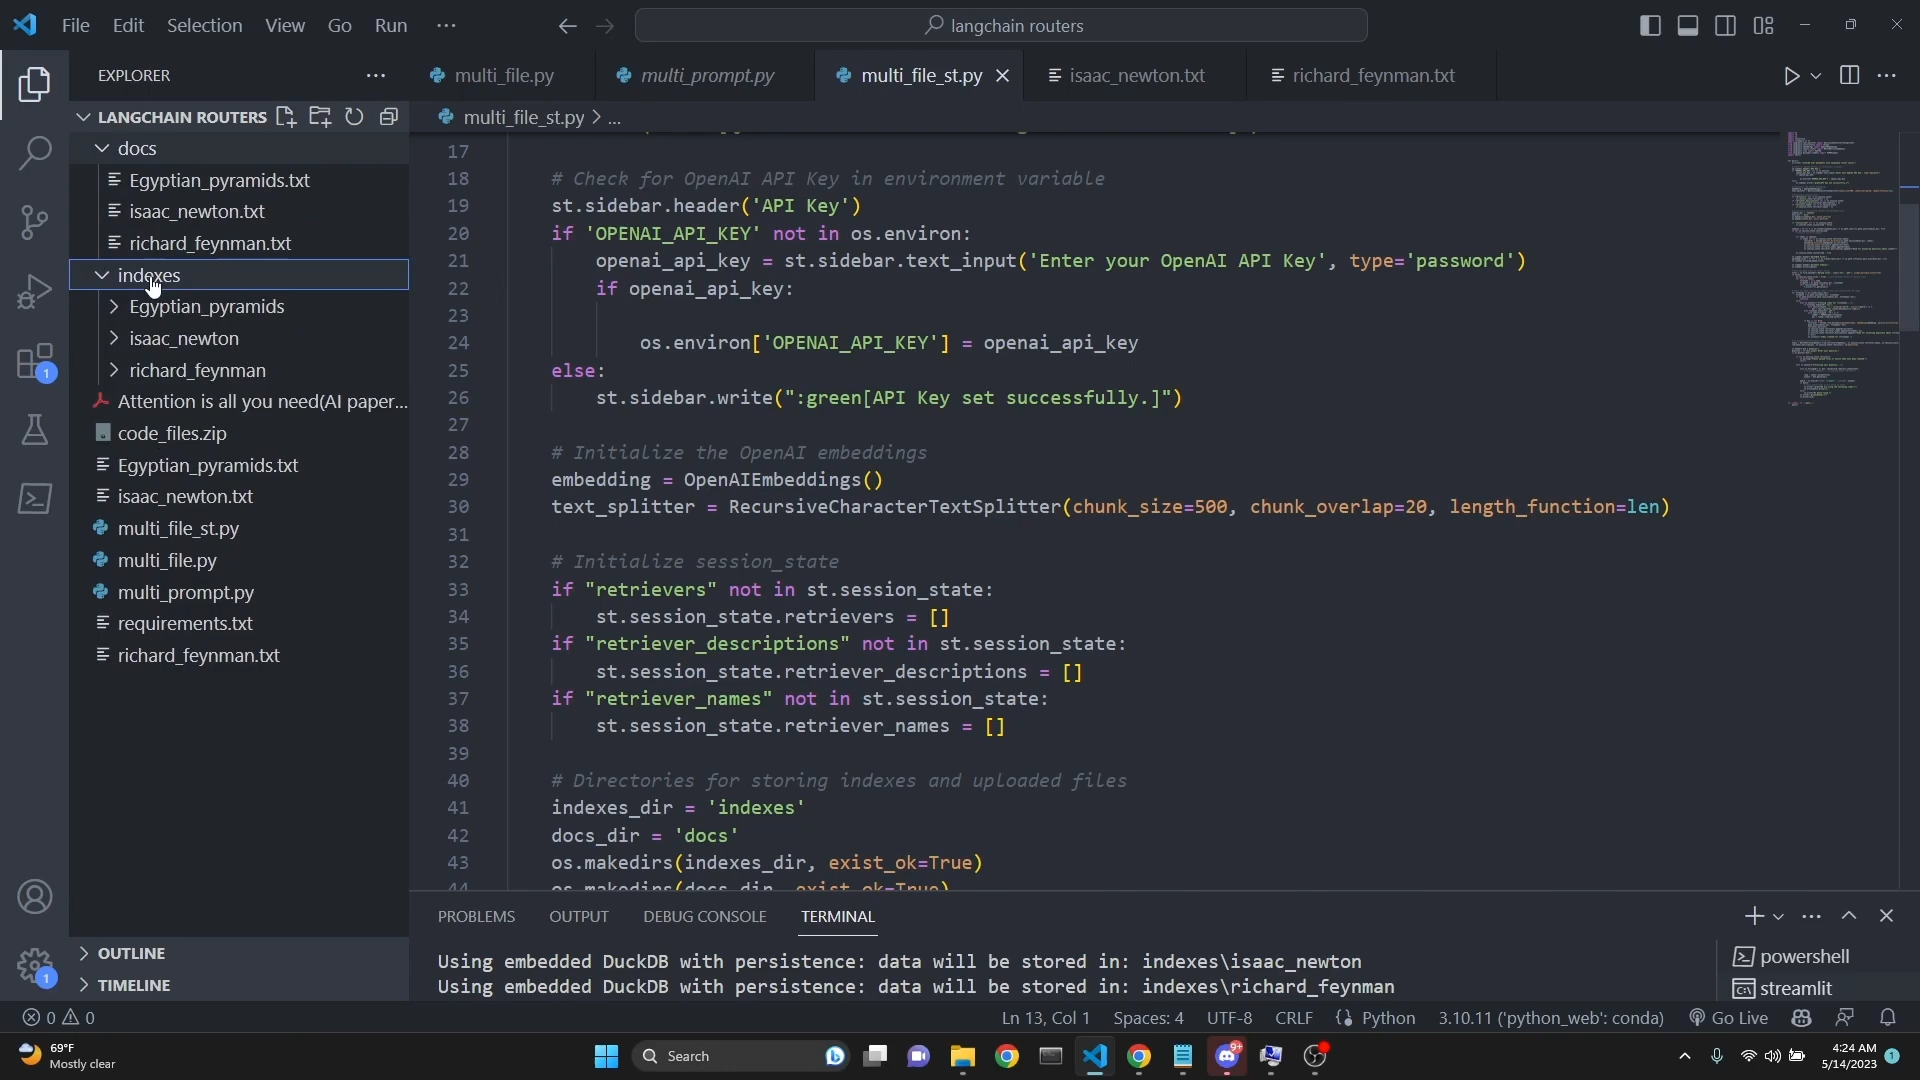 File Edit Selection View Go Run ...
langchain routers
EXPLORER ...
multi_file.py multi_prompt.py multi_file_st.py isaac_newton.txt richard_feynman.txt
LANGCHAIN ROUTERS
multi_file_st.py > ...
docs
Egyptian_pyramids.txt
isaac_newton.txt
richard_feynman.txt
indexes
Egyptian_pyramids
isaac_newton
richard_feynman
Attention is all you need(AI paper...
code_files.zip
Egyptian_pyramids.txt
isaac_newton.txt
multi_file_st.py
multi_file.py
multi_prompt.py
requirements.txt
richard_feynman.txt
OUTLINE
TIMELINE
17
18 # Check for OpenAI API Key in environment variable
19 st.sidebar.header('API Key')
20 if 'OPENAI_API_KEY' not in os.environ:
21 openai_api_key = st.sidebar.text_input('Enter your OpenAI API Key', type='password')
22 if openai_api_key:
23
24 os.environ['OPENAI_API_KEY'] = openai_api_key
25 else:
26 st.sidebar.write(":green[API Key set successfully.]")
27
28 # Initialize the OpenAI embeddings
29 embedding = OpenAIEmbeddings()
30 text_splitter = RecursiveCharacterTextSplitter(chunk_size=500, chunk_overlap=20, length_function=len)
31
32 # Initialize session_state
33 if "retrievers" not in st.session_state:
34 st.session_state.retrievers = []
35 if "retriever_descriptions" not in st.session_state:
36 st.session_state.retriever_descriptions = []
37 if "retriever_names" not in st.session_state:
38 st.session_state.retriever_names = []
39
40 # Directories for storing indexes and uploaded files
41 indexes_dir = 'indexes'
42 docs_dir = 'docs'
43 os.makedirs(indexes_dir, exist_ok=True)
44 os.makedirs(docs_dir, exist_ok=True)
PROBLEMS OUTPUT DEBUG CONSOLE TERMINAL
Using embedded DuckDB with persistence: data will be stored in: indexes\isaac_newton
Using embedded DuckDB with persistence: data will be stored in: indexes\richard_feynman
powershell
streamlit
0 0
Ln 13, Col 1 Spaces: 4 UTF-8 CRLF Python 3.10.11 ('python_web': conda) Go Live
69°F
Mostly clear
Search
9+
4:24 AM
5/14/2023
1
1
1